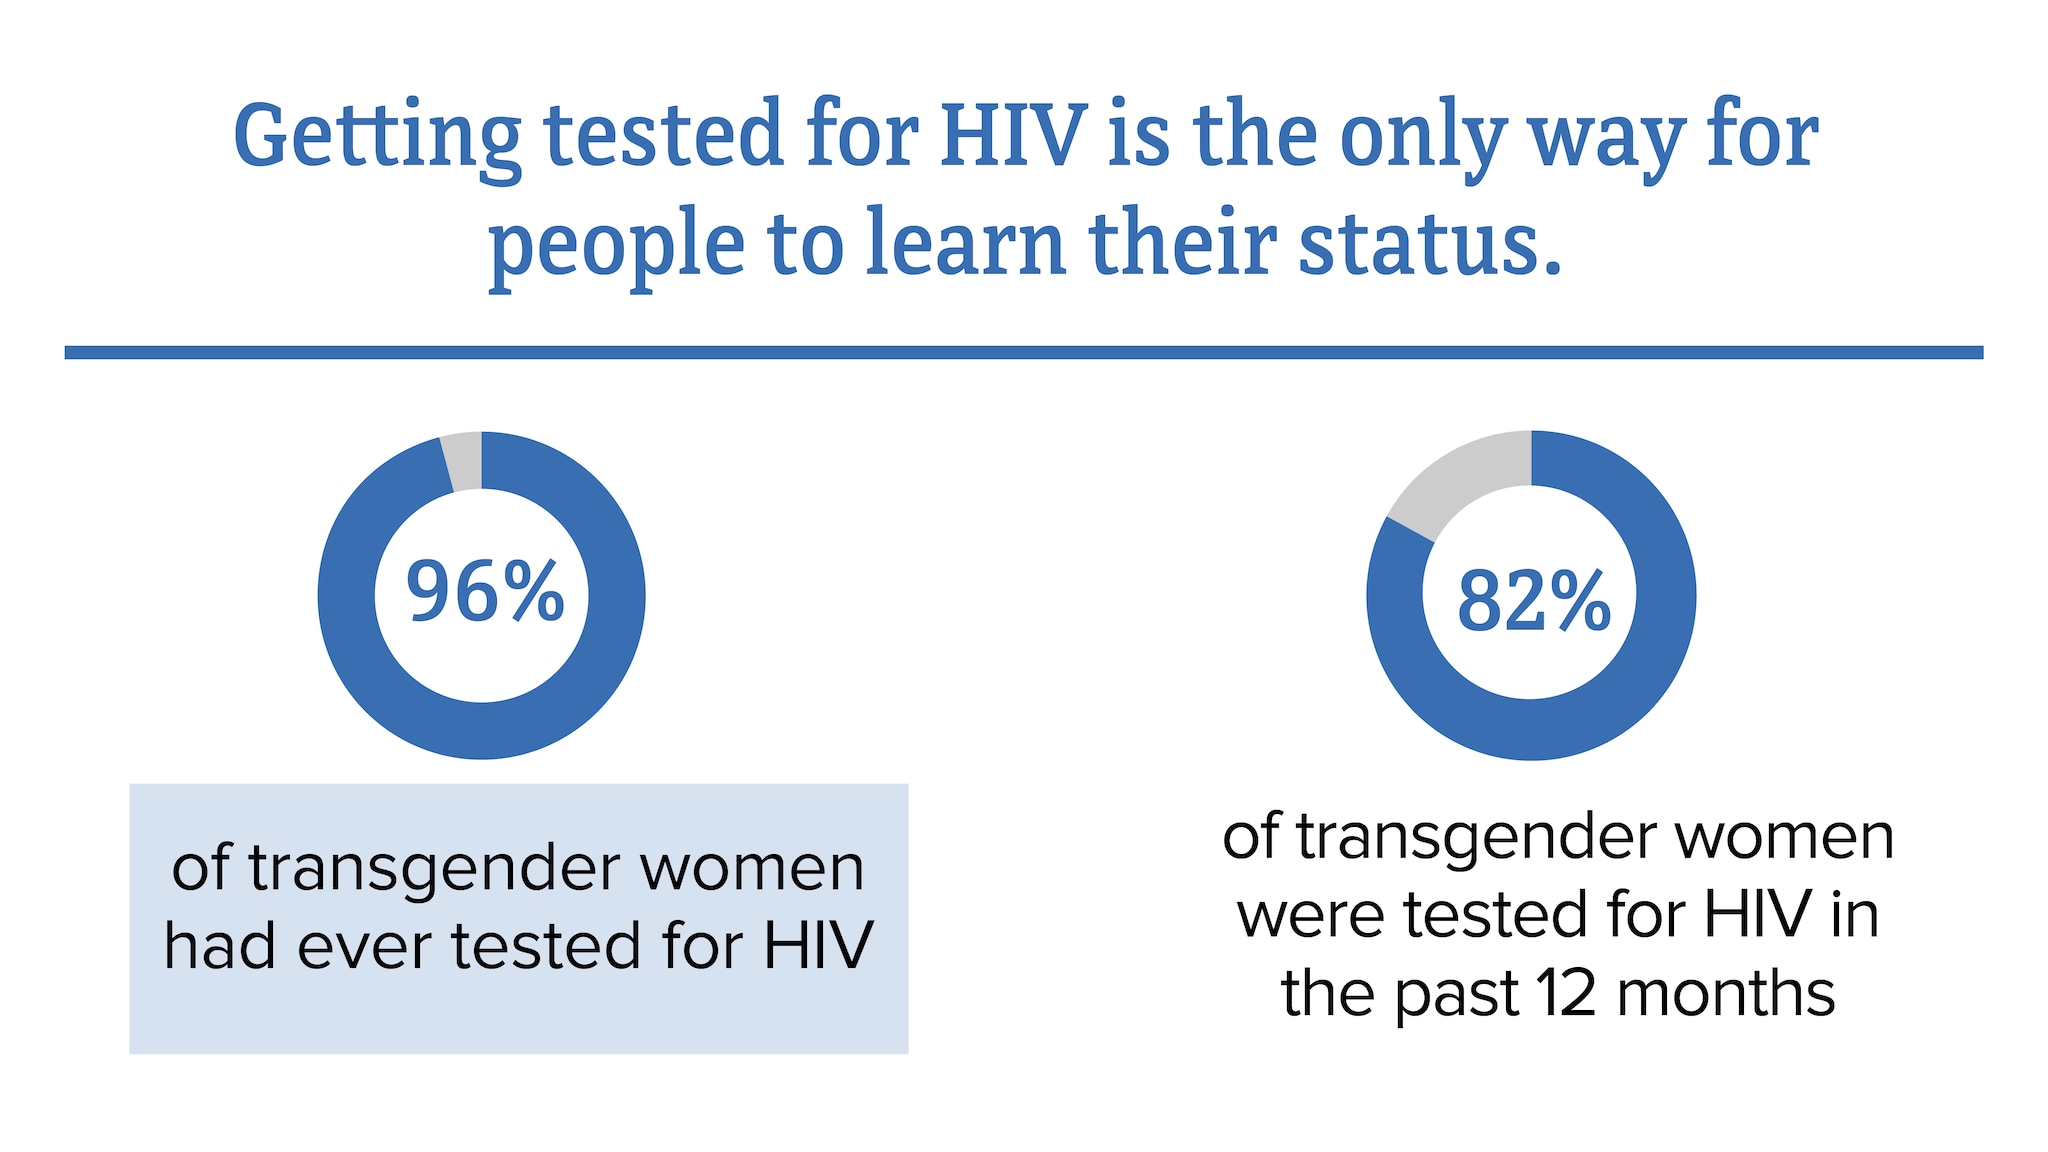 Getting tested for HIV is the only way for
people to learn their status.
96%
of transgender women
had ever tested for HIV
82%
of transgender women
were tested for HIV in
the past 12 months